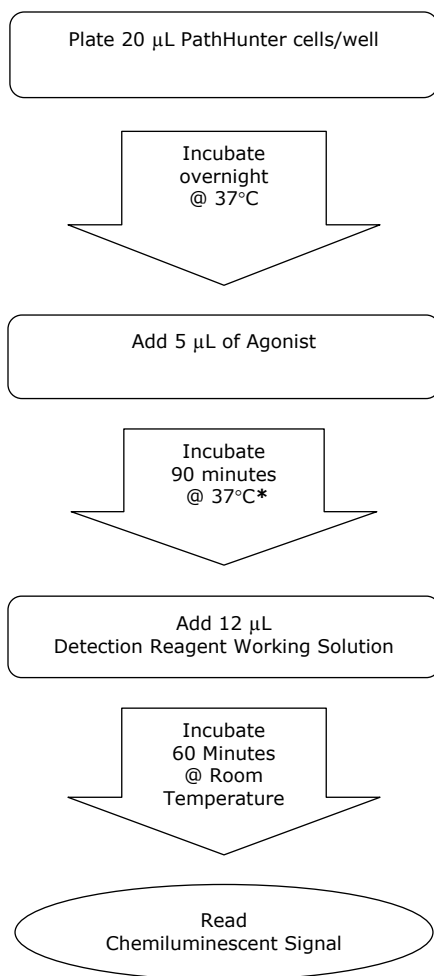 Plate 20 μL PathHunter cells/well
Incubate
overnight
@ 37°C
Add 5 μL of Agonist
Incubate
90 minutes
@ 37°C*
Add 12 μL
Detection Reagent Working Solution
Incubate
60 Minutes
@ Room
Temperature
Read
Chemiluminescent Signal